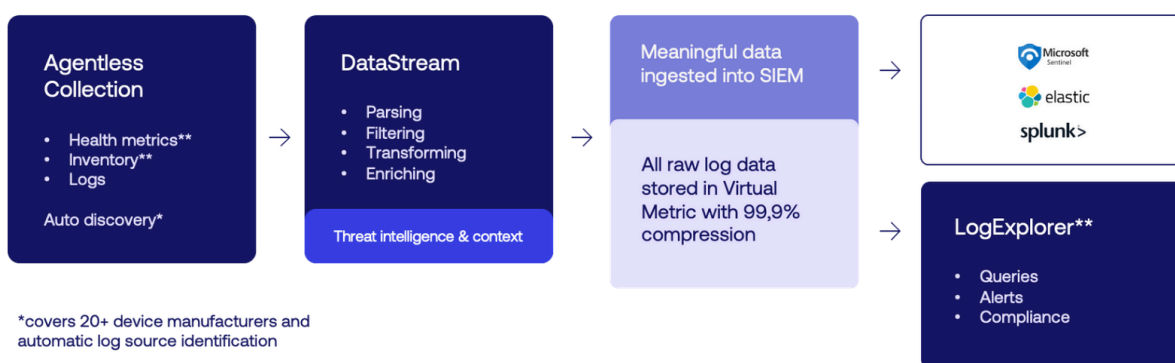 Agentless
Collection
• Health metrics**
• Inventory**
• Logs
Auto discovery*
DataStream
• Parsing
• Filtering
• Transforming
• Enriching
Threat intelligence & context
Meaningful data
ingested into SIEM
All raw log data
stored in Virtual
Metric with 99,9%
compression
Microsoft
Sentinel
elastic
splunk>
LogExplorer**
• Queries
• Alerts
• Compliance
*covers 20+ device manufacturers and
automatic log source identification